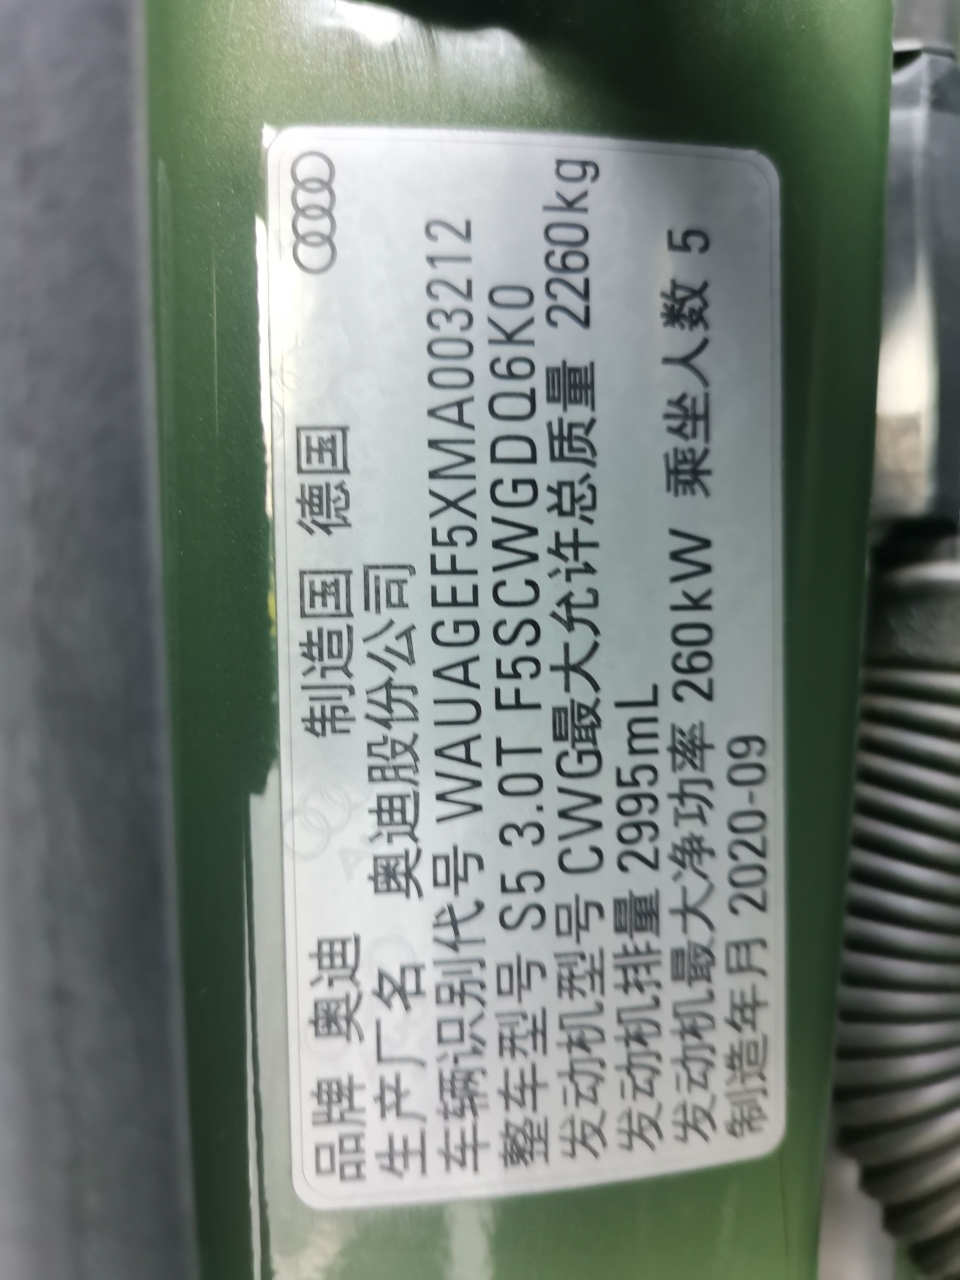 品牌 奥迪 制造国 德国
生产厂名 奥迪股份公司
车辆识别代号 WAUAGEF5XMA003212
整车型号 S5 3.0T F5SCWGDQ6K0
发动机型号 CWG最大允许总质量 2260kg
发动机排量 2995mL
发动机最大净功率 260kW 乘坐人数 5
制造年月 2020-09